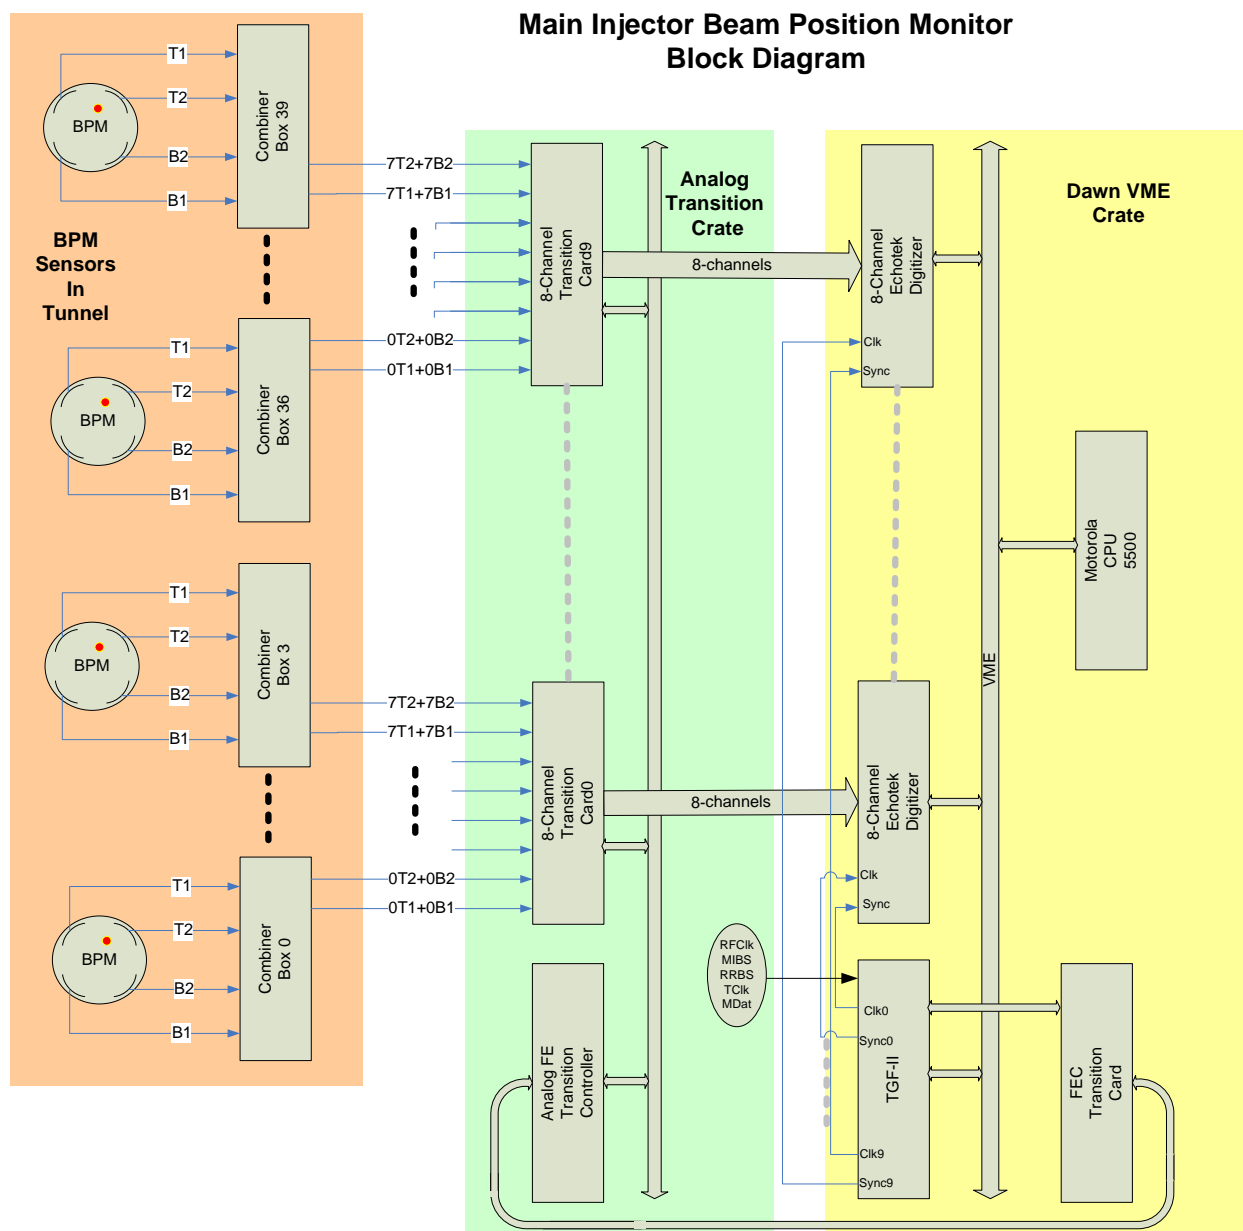 Main Injector Beam Position Monitor
Block Diagram
BPM
Sensors
In
Tunnel
T1
T2
BPM
B2
B1
Combiner
Box 39
T1
T2
BPM
B2
B1
Combiner
Box 36
T1
T2
BPM
B2
B1
Combiner
Box 3
T1
T2
BPM
B2
B1
Combiner
Box 0
7T2+7B2
7T1+7B1
0T2+0B2
0T1+0B1
7T2+7B2
7T1+7B1
0T2+0B2
0T1+0B1
Analog
Transition
Crate
8-Channel
Transition
Card9
8-channels
8-Channel
Transition
Card0
8-channels
Analog FE
Transition
Controller
RFClk
MIBS
RRBS
TClk
MDat
Dawn VME
Crate
8-Channel
Echotek
Digitizer
Clk
Sync
8-Channel
Echotek
Digitizer
Clk
Sync
VME
Motorola
CPU
5500
Clk0
Sync0
TGF-II
Clk9
Sync9
FEC
Transition
Card